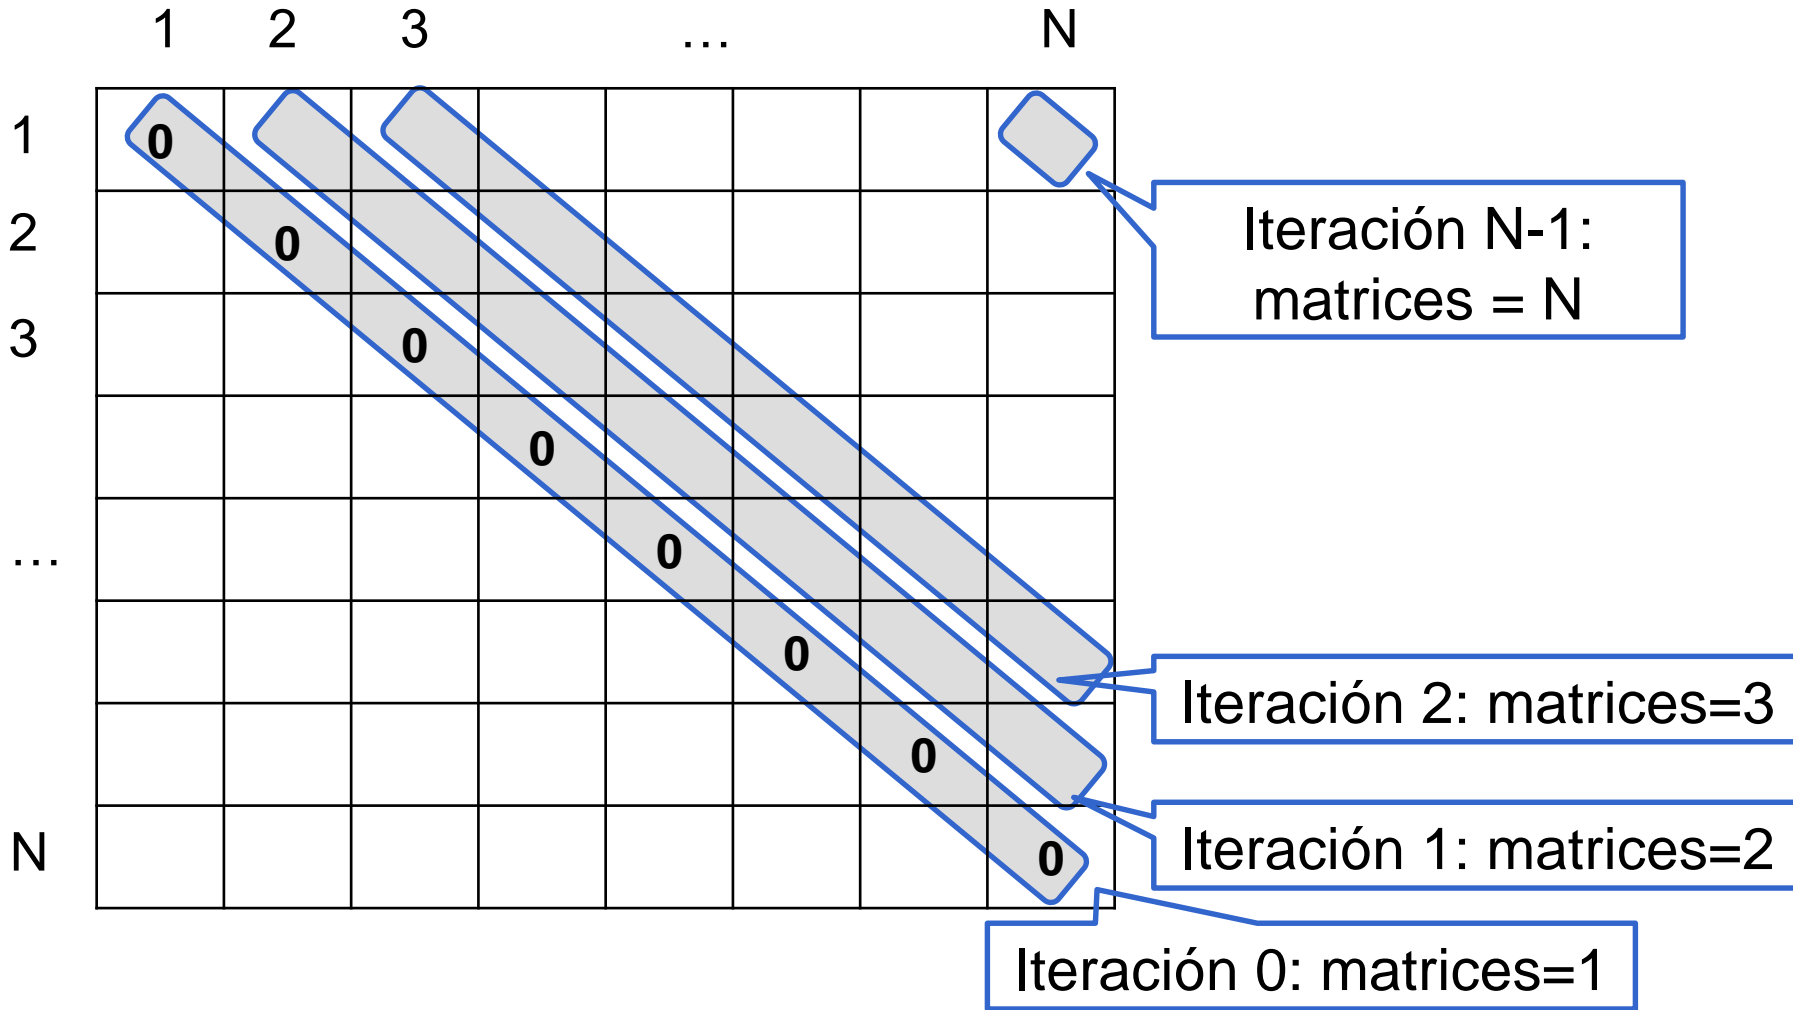 1 2 3 ... N
1 0
2 0
3 0
0
... 0
0
0
N 0
Iteración N-1:
matrices = N
Iteración 2: matrices=3
Iteración 1: matrices=2
Iteración 0: matrices=1